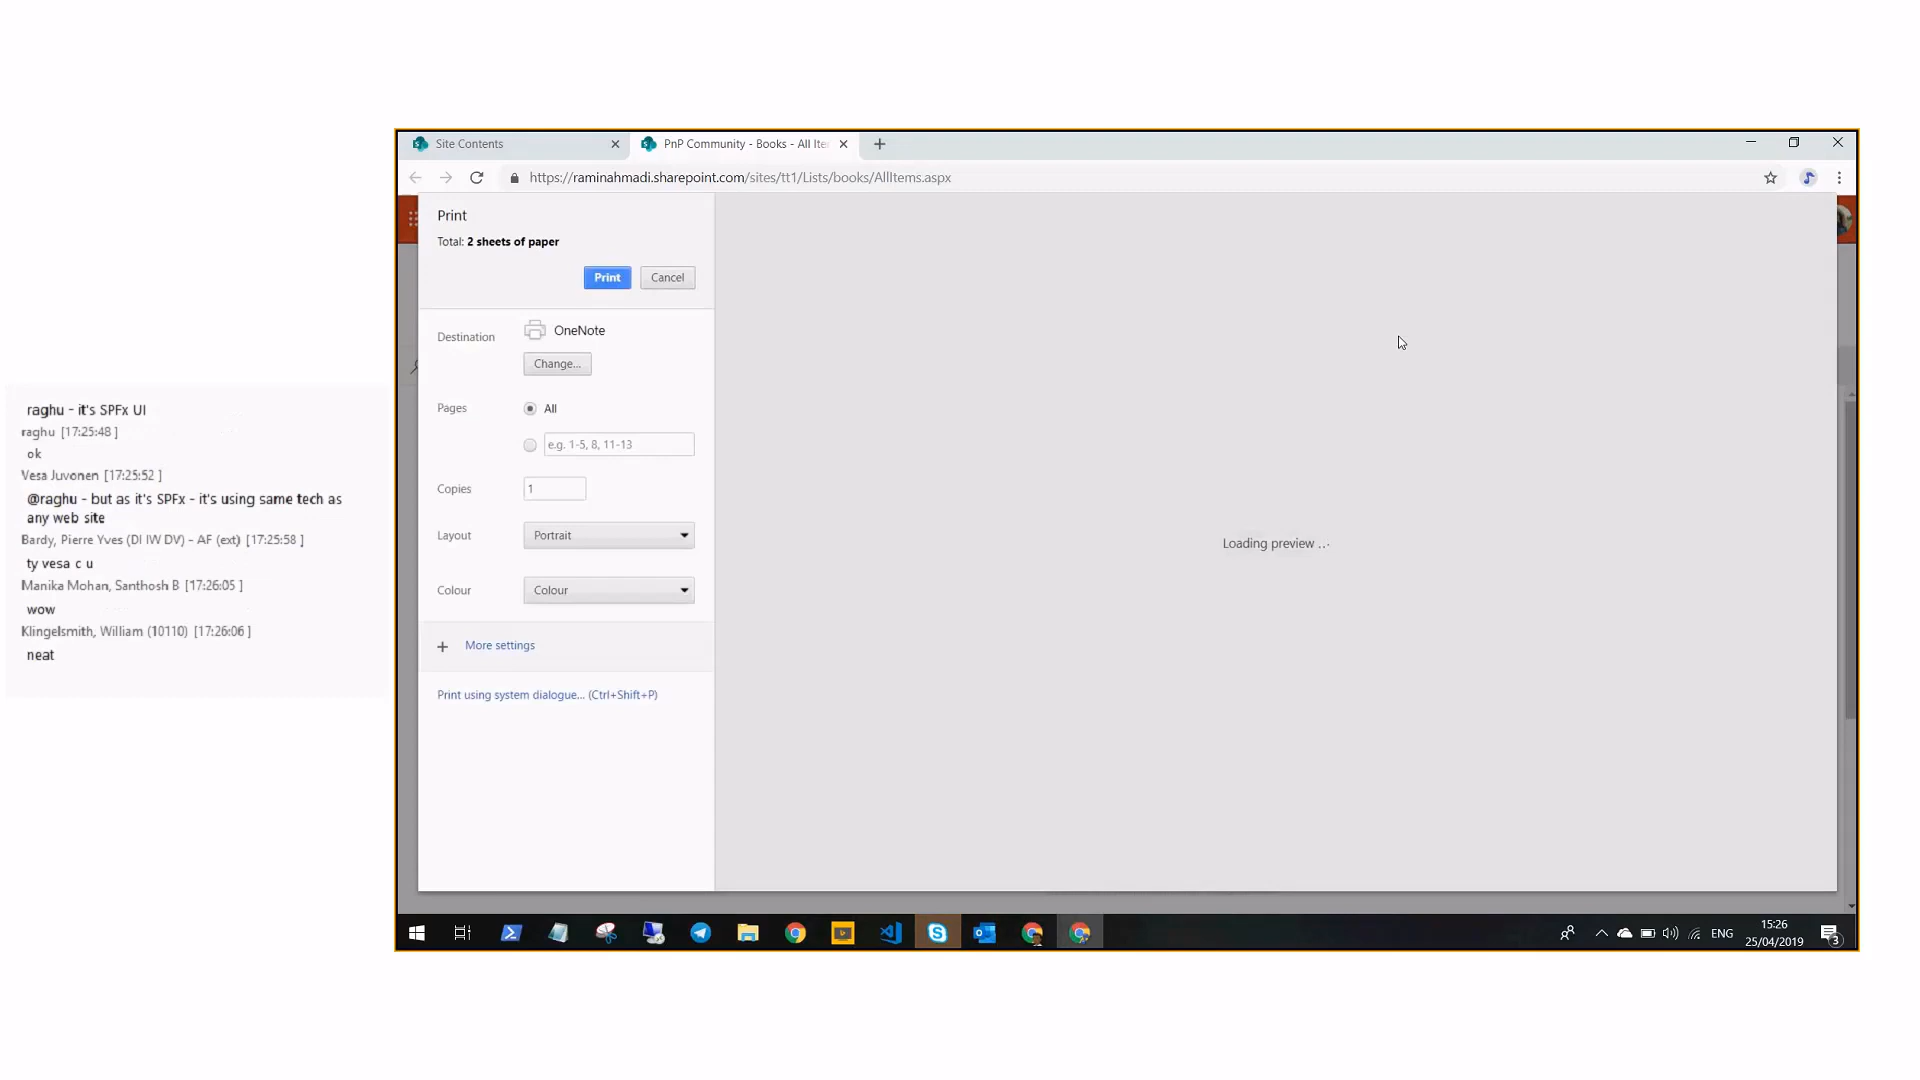 Site Contents
PnP Community - Books - All Ite
https://raminahmadi.sharepoint.com/sites/tt1/Lists/books/AllItems.aspx
Print
Total: 2 sheets of paper
Print
Cancel
Destination
OneNote
Change...
Pages
All
e.g. 1-5, 8, 11-13
Copies
1
Layout
Portrait
Colour
Colour
More settings
Print using system dialogue... (Ctrl+Shift+P)
Loading preview ...
raghu - it's SPFx UI
raghu [17:25:48 ]
ok
Vesa Juvonen [17:25:52 ]
@raghu - but as it's SPFx - it's using same tech as
any web site
Bardy, Pierre Yves (DI IW DV) - AF (ext) [17:25:58 ]
ty vesa c u
Manika Mohan, Santhosh B [17:26:05 ]
wow
Klingelsmith, William (10110) [17:26:06 ]
neat
ENG
15:26
25/04/2019
3